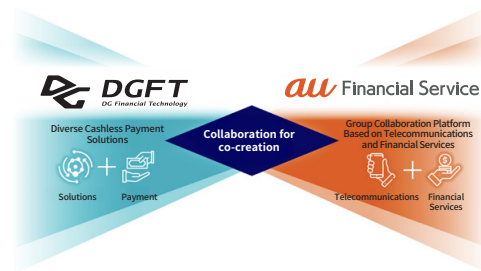 DGFT
DG Financial Technology
au Financial Service
Diverse Cashless Payment
Solutions
Solutions
Payment
Collaboration for
co-creation
Group Collaboration Platform
Based on Telecommunications
and Financial Services
Telecommunications
Financial
Services